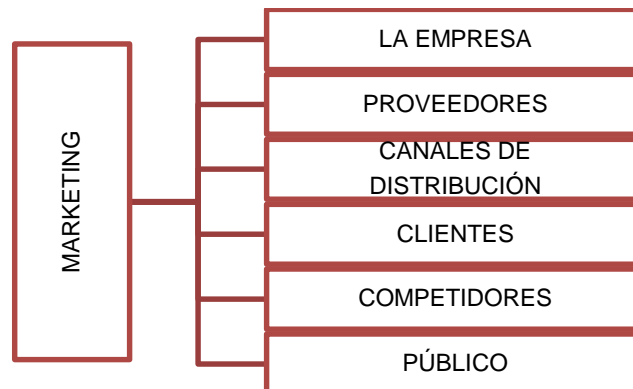 MARKETING
LA EMPRESA
PROVEEDORES
CANALES DE
DISTRIBUCIÓN
CLIENTES
COMPETIDORES
PÚBLICO